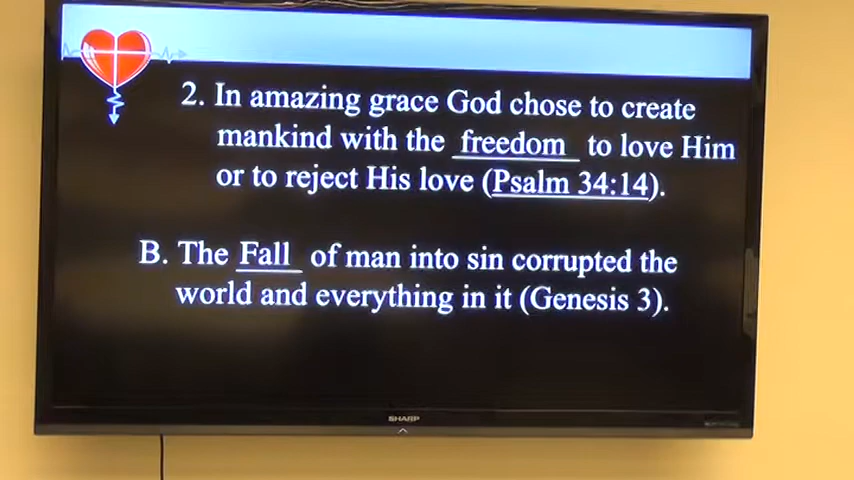 2. In amazing grace God chose to create
mankind with the freedom to love Him
or to reject His love (Psalm 34:14).
B. The Fall of man into sin corrupted the
world and everything in it (Genesis 3).
SHARP